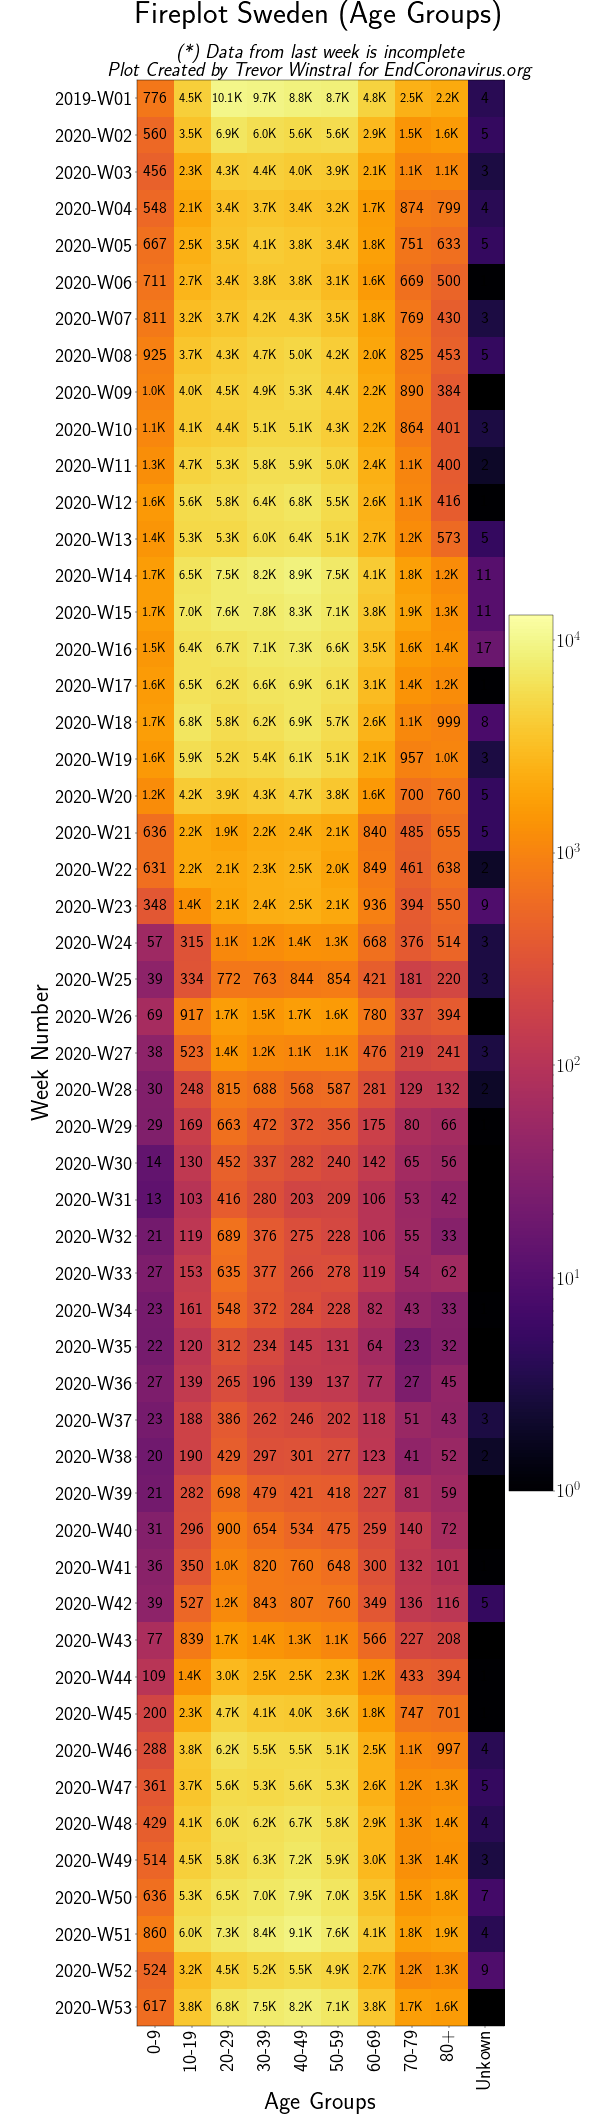 Fireplot Sweden (Age Groups)
(*) Data from last week is incomplete
Plot Created by Trevor Winstral for EndCoronavirus.org
2019-W01 776 4.5K 10.1K 9.7K 8.8K 8.7K 4.8K 2.5K 2.2K 4
2020-W02 560 3.5K 6.9K 6.0K 5.6K 5.6K 2.9K 1.5K 1.6K 5
2020-W03 456 2.3K 4.3K 4.4K 4.0K 3.9K 2.1K 1.1K 1.1K 3
2020-W04 548 2.1K 3.4K 3.7K 3.4K 3.2K 1.7K 874 799 4
2020-W05 667 2.5K 3.5K 4.1K 3.8K 3.4K 1.8K 751 633 5
2020-W06 711 2.7K 3.4K 3.8K 3.8K 3.1K 1.6K 669 500
2020-W07 811 3.2K 3.7K 4.2K 4.3K 3.5K 1.8K 769 430 3
2020-W08 925 3.7K 4.3K 4.7K 5.0K 4.2K 2.0K 825 453 5
2020-W09 1.0K 4.0K 4.5K 4.9K 5.3K 4.4K 2.2K 890 384
2020-W10 1.1K 4.1K 4.4K 5.1K 5.1K 4.3K 2.2K 864 401 3
2020-W11 1.3K 4.7K 5.3K 5.8K 5.9K 5.0K 2.4K 1.1K 400 2
2020-W12 1.6K 5.6K 5.8K 6.4K 6.8K 5.5K 2.6K 1.1K 416
2020-W13 1.4K 5.3K 5.3K 6.0K 6.4K 5.1K 2.7K 1.2K 573 5
2020-W14 1.7K 6.5K 7.5K 8.2K 8.9K 7.5K 4.1K 1.8K 1.2K 11
2020-W15 1.7K 7.0K 7.6K 7.8K 8.3K 7.1K 3.8K 1.9K 1.3K 11
2020-W16 1.5K 6.4K 6.7K 7.1K 7.3K 6.6K 3.5K 1.6K 1.4K 17
2020-W17 1.6K 6.5K 6.2K 6.6K 6.9K 6.1K 3.1K 1.4K 1.2K
2020-W18 1.7K 6.8K 5.8K 6.2K 6.9K 5.7K 2.6K 1.1K 999 8
2020-W19 1.6K 5.9K 5.2K 5.4K 6.1K 5.1K 2.1K 957 1.0K 3
2020-W20 1.2K 4.2K 3.9K 4.3K 4.7K 3.8K 1.6K 700 760 5
2020-W21 636 2.2K 1.9K 2.2K 2.4K 2.1K 840 485 655 5
2020-W22 631 2.2K 2.1K 2.3K 2.5K 2.0K 849 461 638 2
2020-W23 348 1.4K 2.1K 2.4K 2.5K 2.1K 936 394 550 9
2020-W24 57 315 1.1K 1.2K 1.4K 1.3K 668 376 514 3
2020-W25 39 334 772 763 844 854 421 181 220 3
2020-W26 69 917 1.7K 1.5K 1.7K 1.6K 780 337 394
2020-W27 38 523 1.4K 1.2K 1.1K 1.1K 476 219 241 3
2020-W28 30 248 815 688 568 587 281 129 132 2
2020-W29 29 169 663 472 372 356 175 80 66
2020-W30 14 130 452 337 282 240 142 65 56
2020-W31 13 103 416 280 203 209 106 53 42
2020-W32 21 119 689 376 275 228 106 55 33
2020-W33 27 153 635 377 266 278 119 54 62
2020-W34 23 161 548 372 284 228 82 43 33
2020-W35 22 120 312 234 145 131 64 23 32
2020-W36 27 139 265 196 139 137 77 27 45
2020-W37 23 188 386 262 246 202 118 51 43 3
2020-W38 20 190 429 297 301 277 123 41 52 2
2020-W39 21 282 698 479 421 418 227 81 59
2020-W40 31 296 900 654 534 475 259 140 72
2020-W41 36 350 1.0K 820 760 648 300 132 101
2020-W42 39 527 1.2K 843 807 760 349 136 116 5
2020-W43 77 839 1.7K 1.4K 1.3K 1.1K 566 227 208
2020-W44 109 1.4K 3.0K 2.5K 2.5K 2.3K 1.2K 433 394
2020-W45 200 2.3K 4.7K 4.1K 4.0K 3.6K 1.8K 747 701
2020-W46 288 3.8K 6.2K 5.5K 5.5K 5.1K 2.5K 1.1K 997 4
2020-W47 361 3.7K 5.6K 5.3K 5.6K 5.3K 2.6K 1.2K 1.3K 5
2020-W48 429 4.1K 6.0K 6.2K 6.7K 5.8K 2.9K 1.3K 1.4K 4
2020-W49 514 4.5K 5.8K 6.3K 7.2K 5.9K 3.0K 1.3K 1.4K 3
2020-W50 636 5.3K 6.5K 7.0K 7.9K 7.0K 3.5K 1.5K 1.8K 7
2020-W51 860 6.0K 7.3K 8.4K 9.1K 7.6K 4.1K 1.8K 1.9K 4
2020-W52 524 3.2K 4.5K 5.2K 5.5K 4.9K 2.7K 1.2K 1.3K 9
2020-W53 617 3.8K 6.8K 7.5K 8.2K 7.1K 3.8K 1.7K 1.6K
0-9 10-19 20-29 30-39 40-49 50-59 60-69 70-79 80+ Unkown
Age Groups
Week Number
10⁴
10³
10²
10¹
10⁰